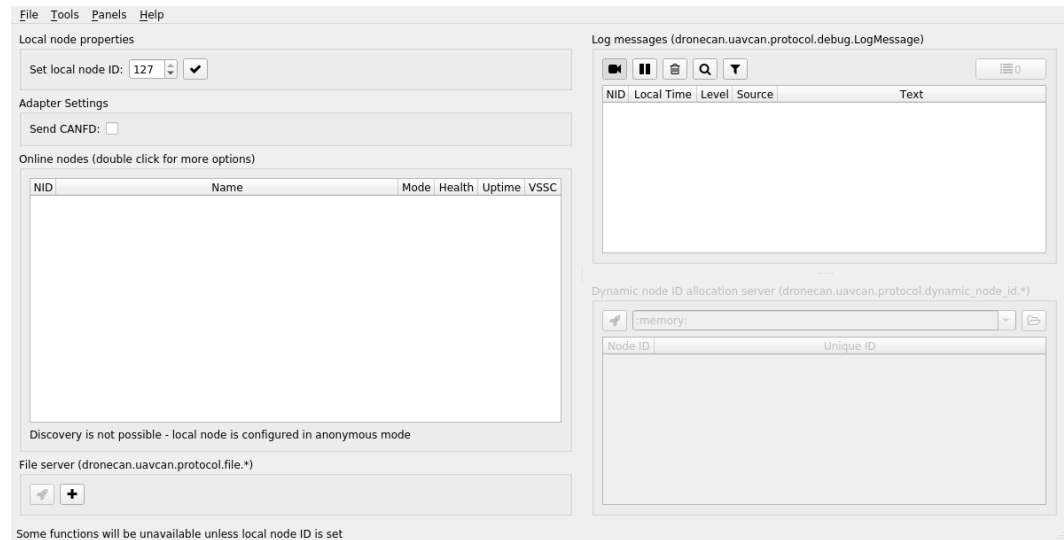 File Tools Panels Help
Local node properties
Set local node ID: 127
Adapter Settings
Send CANFD:
Online nodes (double click for more options)
NID Name Mode Health Uptime VSSC
Discovery is not possible - local node is configured in anonymous mode
File server (dronecan.uavcan.protocol.file.*)
Some functions will be unavailable unless local node ID is set
Log messages (dronecan.uavcan.protocol.debug.LogMessage)
0
NID Local Time Level Source Text
Dynamic node ID allocation server (dronecan.uavcan.protocol.dynamic_node_id.*)
:memory:
Node ID Unique ID